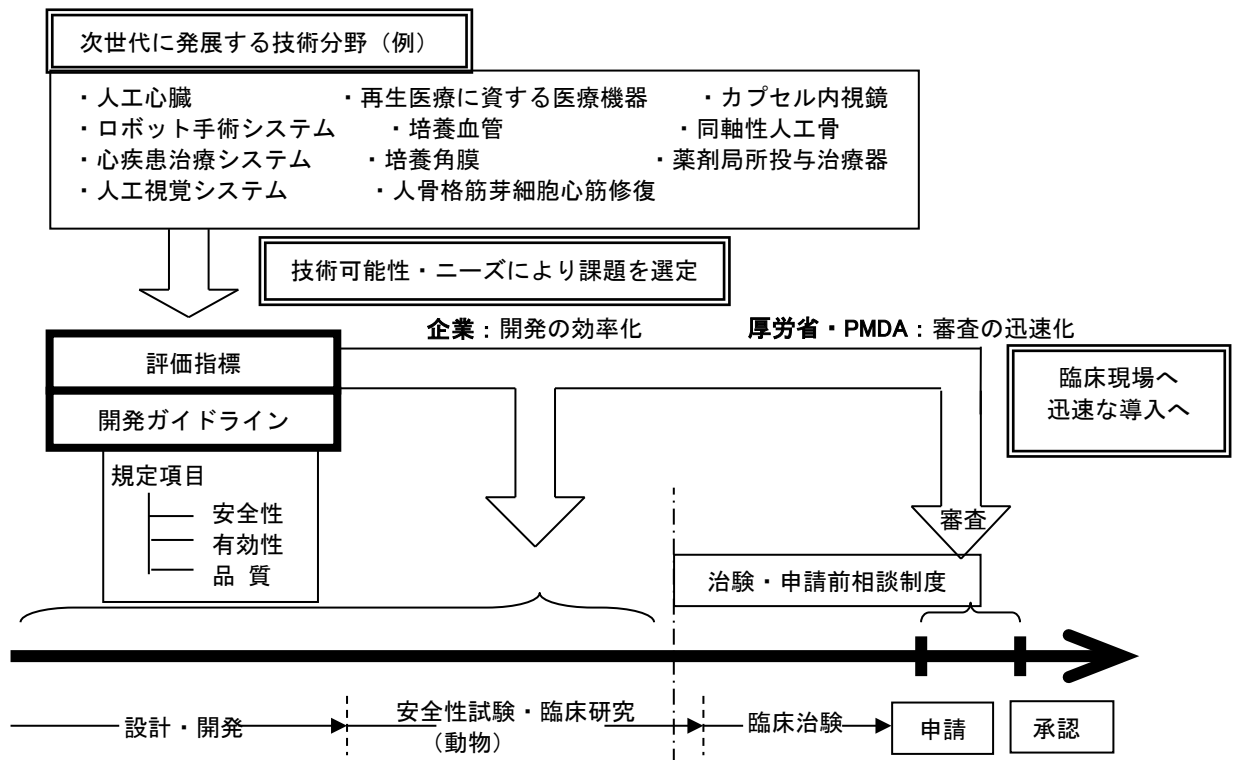 次世代に発展する技術分野（例）
・人工心臓　・再生医療に資する医療機器　・カプセル内視鏡
・ロボット手術システム　・培養血管　・同軸性人工骨
・心疾患治療システム　・培養角膜　・薬剤局所投与治療器
・人工視覚システム　・人骨格筋芽細胞心筋修復
技術可能性・ニーズにより課題を選定
企業：開発の効率化　厚労省・PMDA：審査の迅速化
評価指標
開発ガイドライン
臨床現場へ
迅速な導入へ
規定項目
安全性
有効性
品 質
審査
治験・申請前相談制度
設計・開発
安全性試験・臨床研究
（動物）
臨床治験
申請
承認